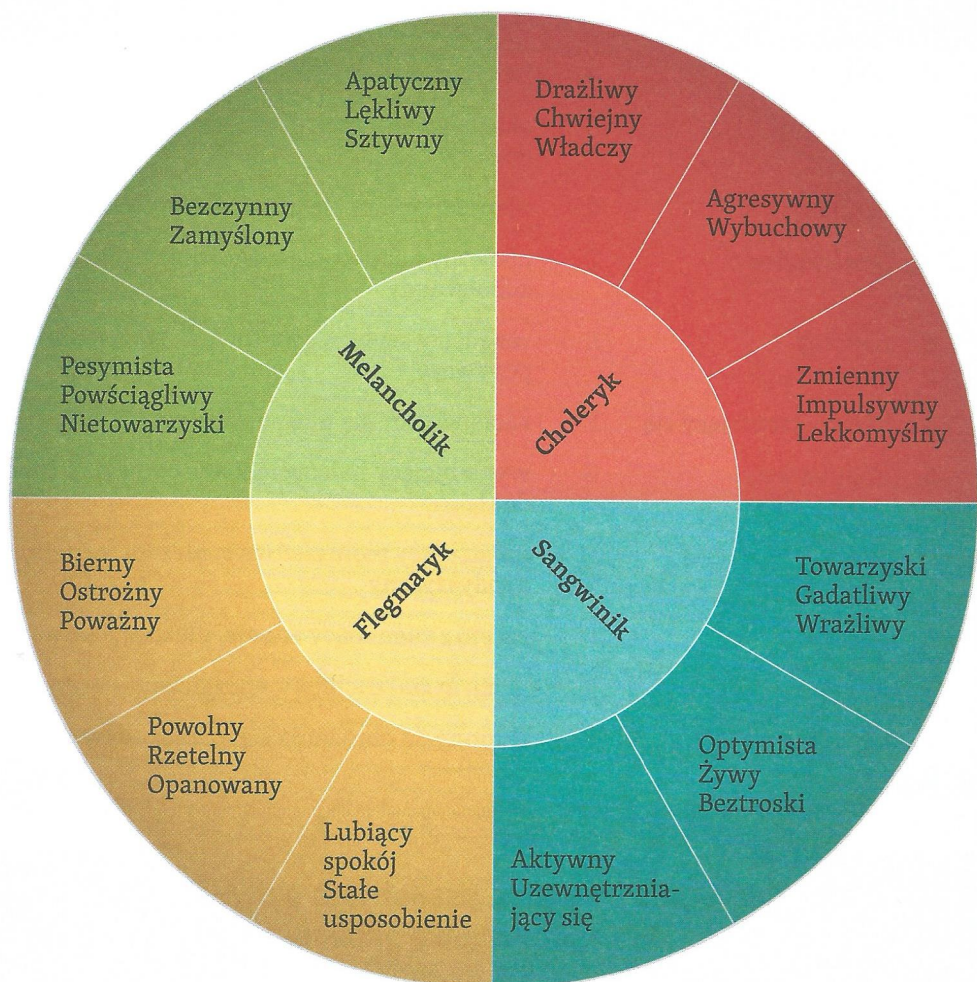 Apatyczny
Lękliwy
Sztywny
Bezczynny
Zamyślony
Pesymista
Powściągliwy
Nietowarzyski
Melancholik
Drażliwy
Chwiejny
Władczy
Agresywny
Wybuchowy
Zmienny
Impulsywny
Lekkomyślny
Choleryk
Bierny
Ostrożny
Poważny
Powolny
Rzetelny
Opanowany
Lubiący
spokój
Stałe
usposobienie
Flegmatyk
Sangwinik
Towarzyski
Gadatliwy
Wrażliwy
Optymista
Żywy
Beztroski
Aktywny
Uzewnętrznia-
jący się